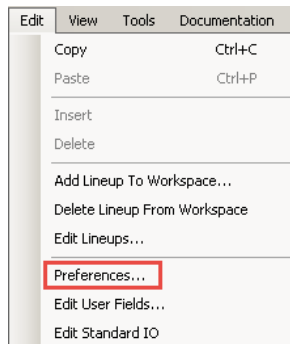 Edit View Tools Documentation
Copy Ctrl+C
Paste Ctrl+P
Insert
Delete
Add Lineup To Workspace...
Delete Lineup From Workspace
Edit Lineups...
Preferences...
Edit User Fields...
Edit Standard IO